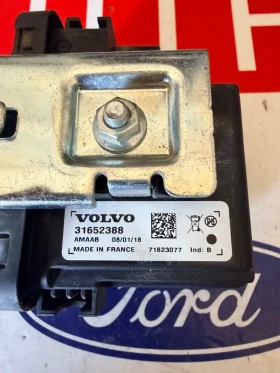 VOLVO
31652388
AMAAB 08/01/18
MADE IN FRANCE 71623077 Ind: B
Ford